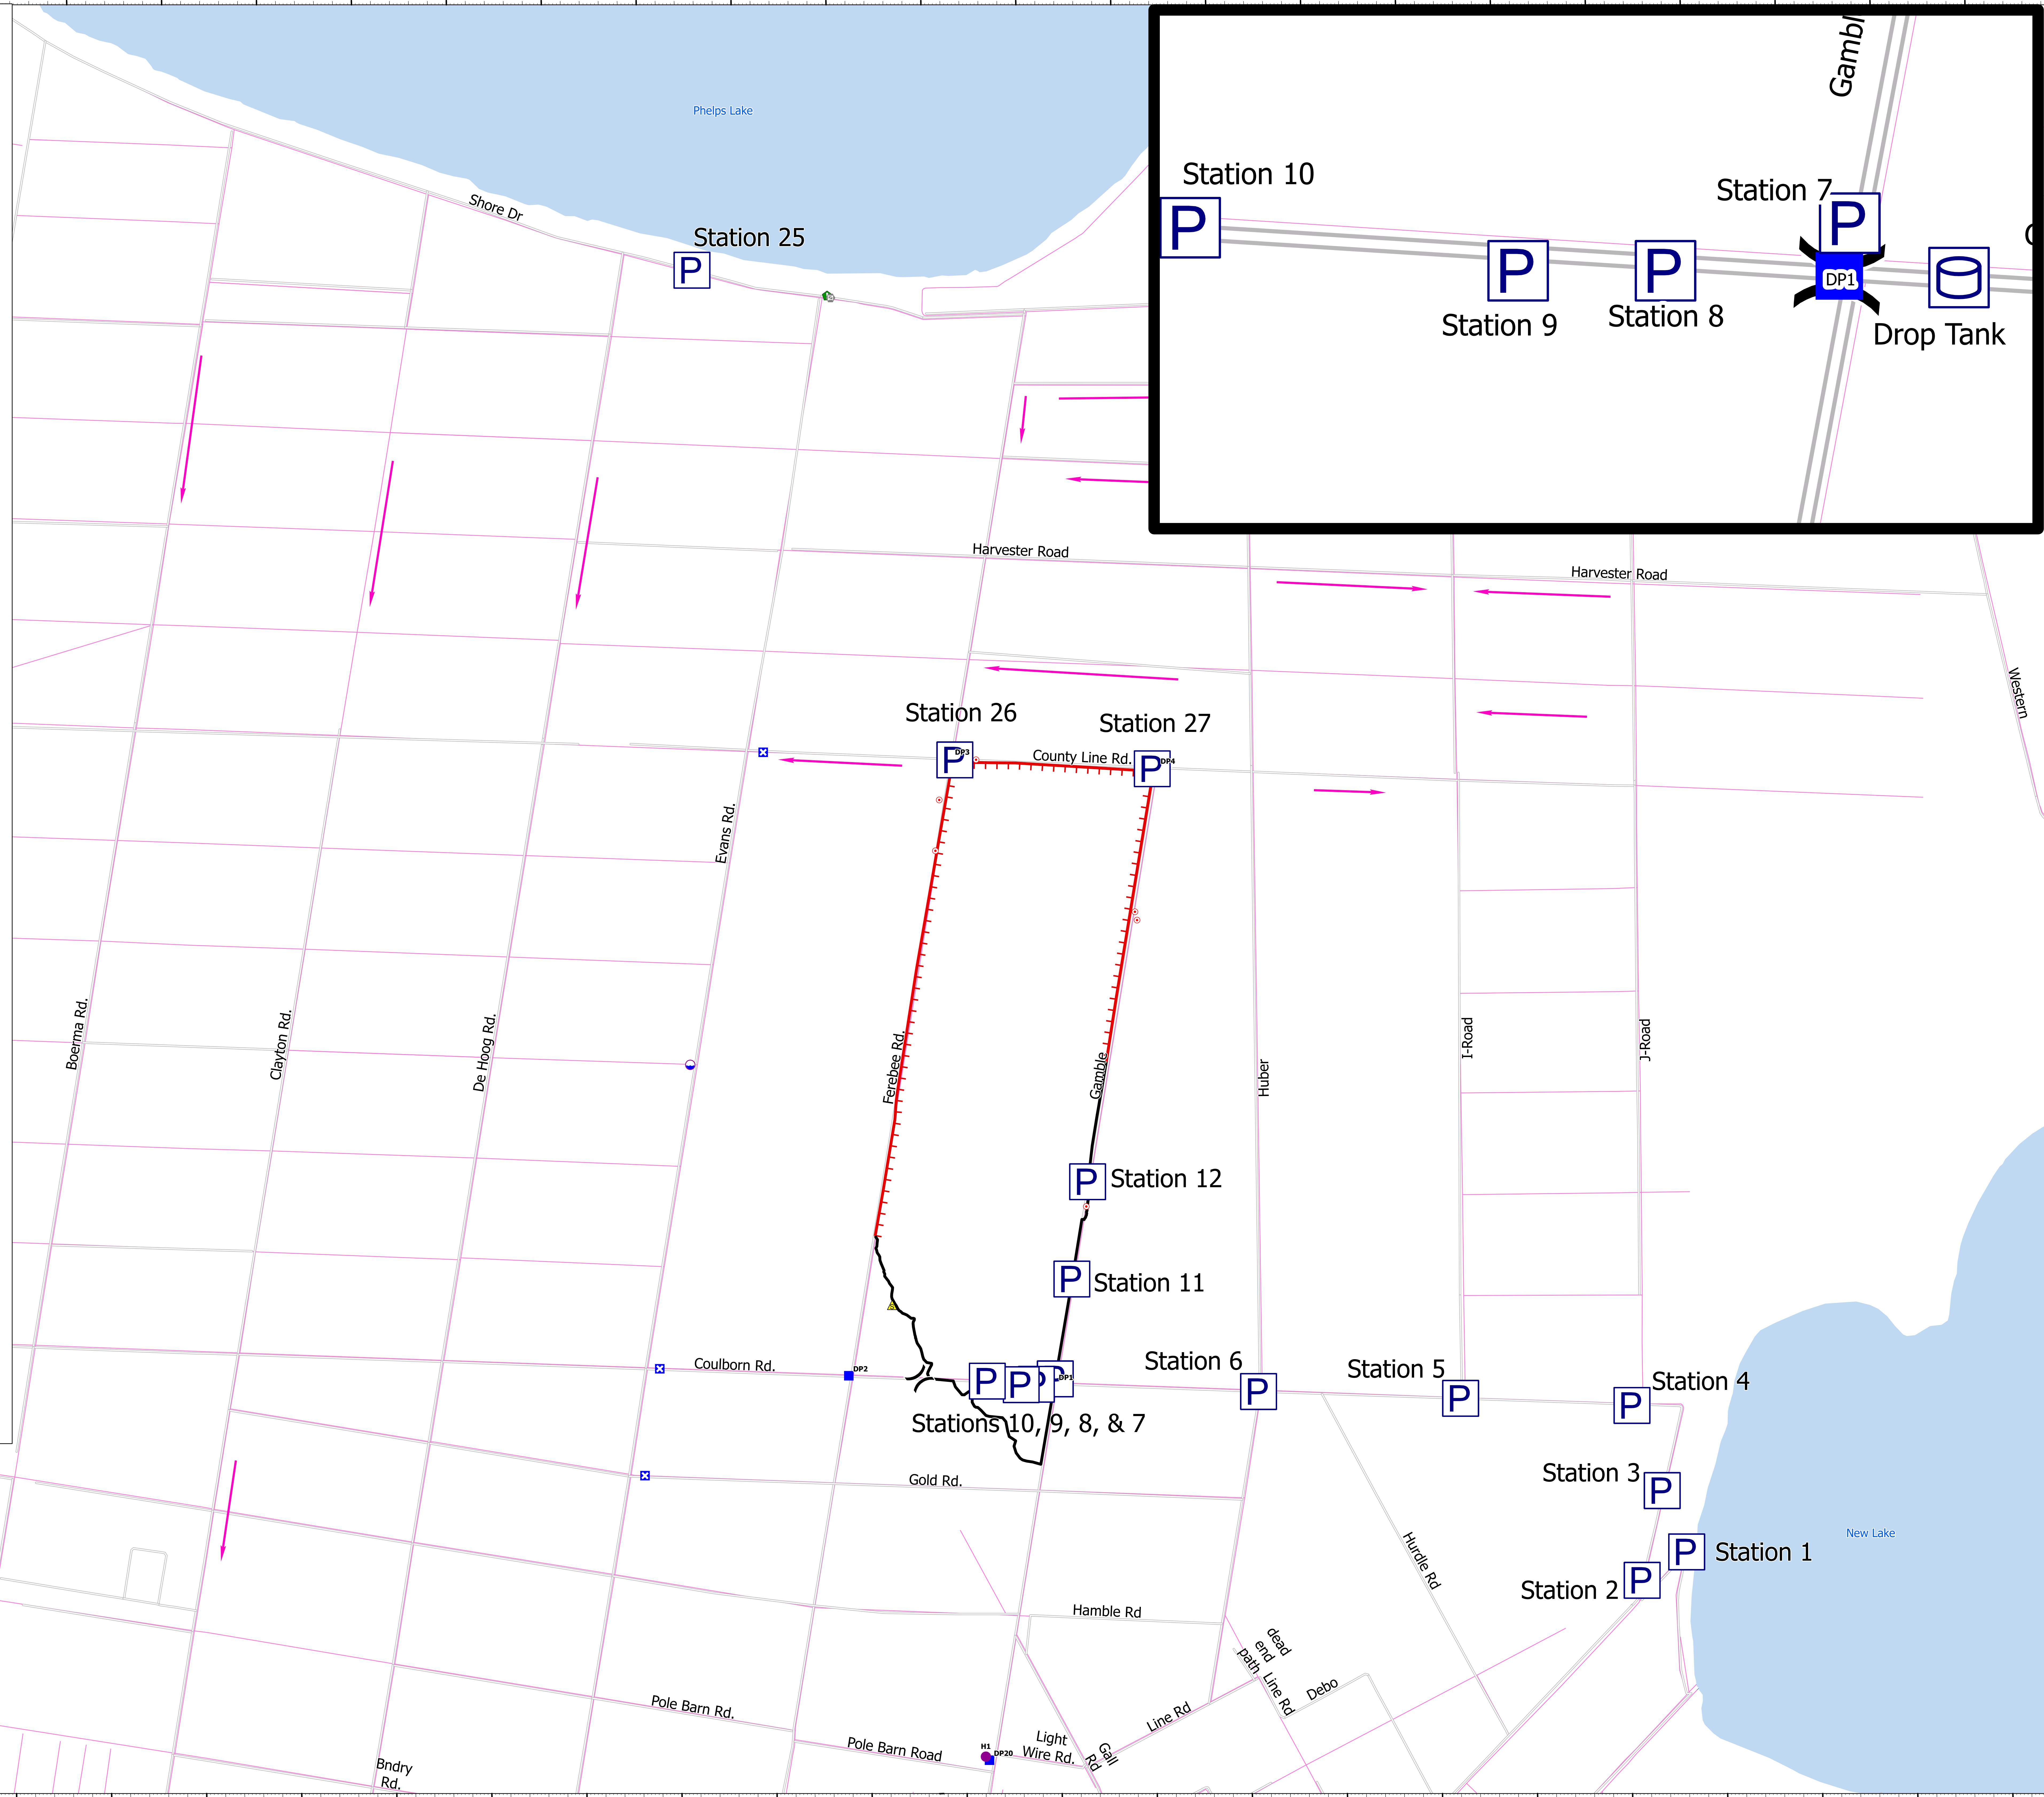 Phelps Lake
Shore Dr
Station 25
Gambl
Station 10
Station 7
P
P
P
P
P
DP1
Station 9
Station 8
Drop Tank
Harvester Road
Harvester Road
Western
Station 26
Station 27
P
DP3
County Line Rd.
P
DP4
Evans Rd.
Boerma Rd.
Clayton Rd.
De Hoog Rd.
Ferebee Rd.
Gamble
Huber
I-Road
J-Road
P
Station 12
P
Station 11
Coulborn Rd.
DP2
P
P
P
P
DP1
Station 6
P
Station 5
P
Station 4
P
Stations 10, 9, 8, & 7
Station 3
P
Gold Rd.
Hurdle Rd
New Lake
P
Station 1
Station 2
P
Hamble Rd
dead
end
path
Line Rd
Debo
Line Rd
Pole Barn Rd.
Pole Barn Road
H1
DP20
Light
Wire Rd.
Gall
Rd
Bndry
Rd.